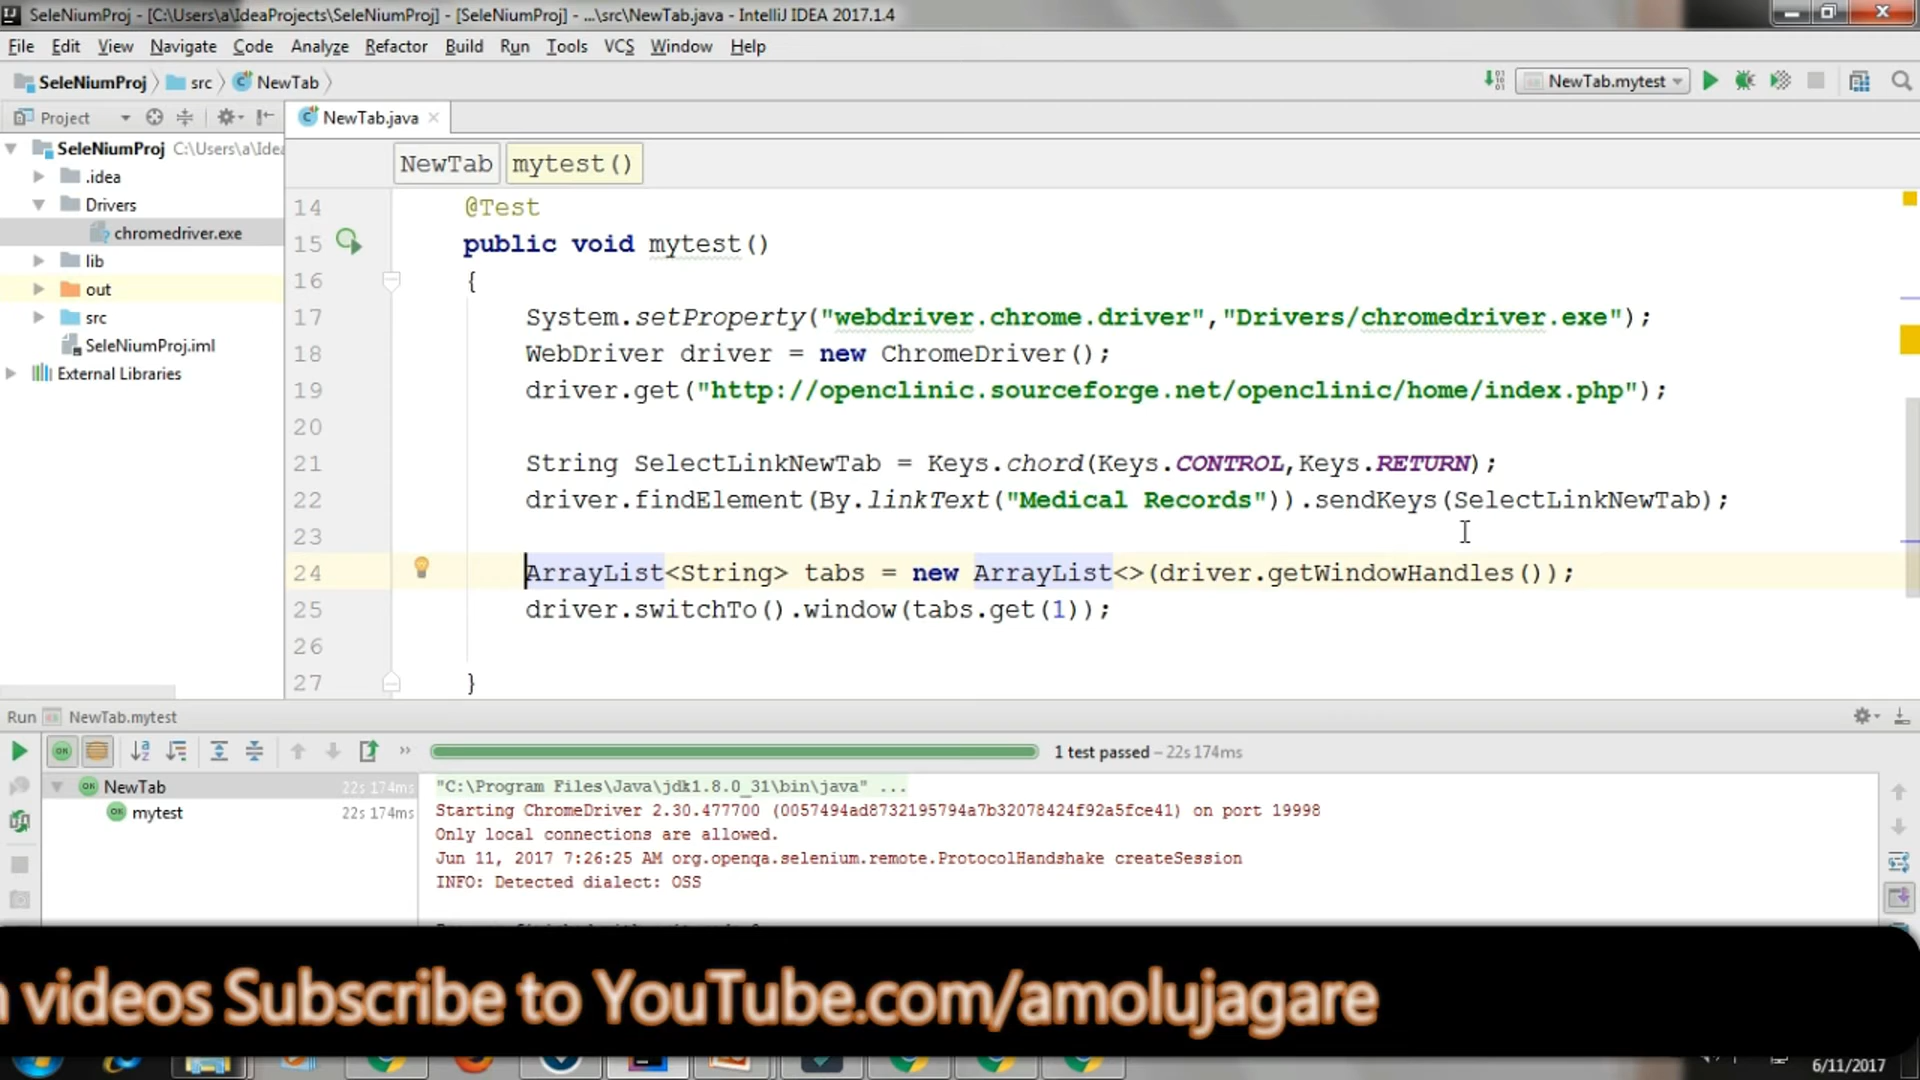 SeleNiumProj - [C:\Users\a\IdeaProjects\SeleNiumProj] - [SeleNiumProj] - ...\src\NewTab.java - IntelliJ IDEA 2017.1.4
File Edit View Navigate Code Analyze Refactor Build Run Tools VCS Window Help
SeleNiumProj src NewTab
NewTab.mytest
Project
NewTab.java
SeleNiumProj C:\Users\a\Idea
.idea
Drivers
chromedriver.exe
lib
out
src
SeleNiumProj.iml
External Libraries
NewTab mytest()
14 @Test
15 public void mytest()
16 {
17 System.setProperty("webdriver.chrome.driver","Drivers/chromedriver.exe");
18 WebDriver driver = new ChromeDriver();
19 driver.get("http://openclinic.sourceforge.net/openclinic/home/index.php");
20
21 String SelectLinkNewTab = Keys.chord(Keys.CONTROL,Keys.RETURN);
22 driver.findElement(By.linkText("Medical Records")).sendKeys(SelectLinkNewTab);
23
24 ArrayList<String> tabs = new ArrayList<>(driver.getWindowHandles());
25 driver.switchTo().window(tabs.get(1));
26
27 }
Run NewTab.mytest
1 test passed – 22s 174ms
NewTab 22s 174ms
mytest 22s 174ms
"C:\Program Files\Java\jdk1.8.0_31\bin\java" ...
Starting ChromeDriver 2.30.477700 (0057494ad8732195794a7b32078424f92a5fce41) on port 19998
Only local connections are allowed.
Jun 11, 2017 7:26:25 AM org.openqa.selenium.remote.ProtocolHandshake createSession
INFO: Detected dialect: OSS
videos Subscribe to YouTube.com/amolujagare
6/11/2017